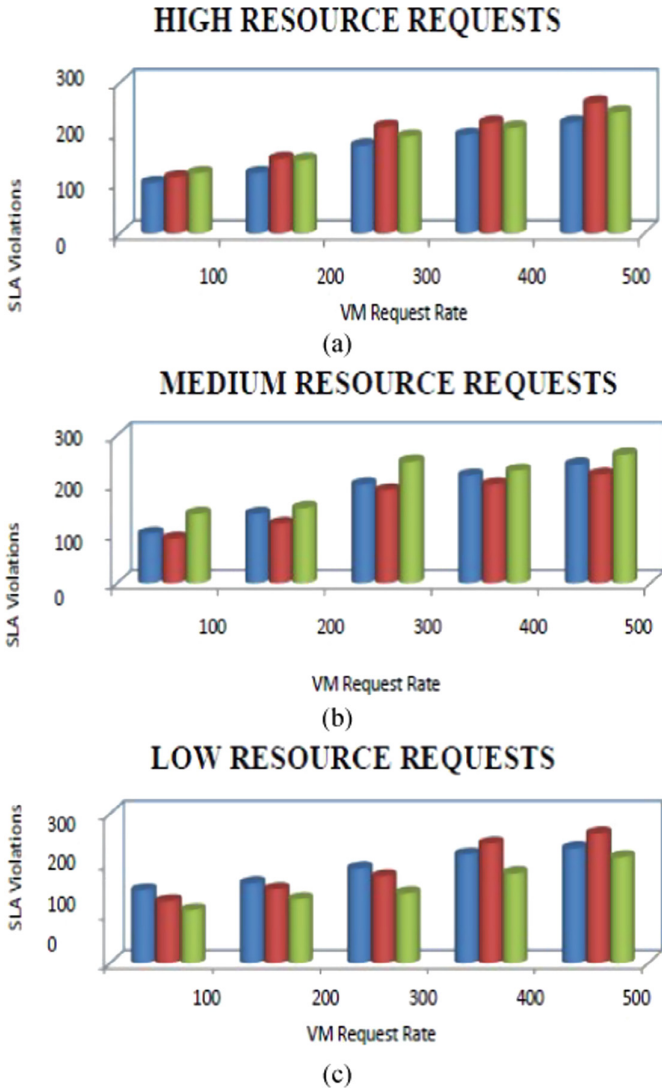 HIGH RESOURCE REQUESTS
300
200
100
0
SLA Violations
100 200 300 400 500
VM Request Rate
(a)
MEDIUM RESOURCE REQUESTS
300
200
100
0
SLA Violations
100 200 300 400 500
VM Request Rate
(b)
LOW RESOURCE REQUESTS
300
200
100
0
SLA Violations
100 200 300 400 500
VM Request Rate
(c)